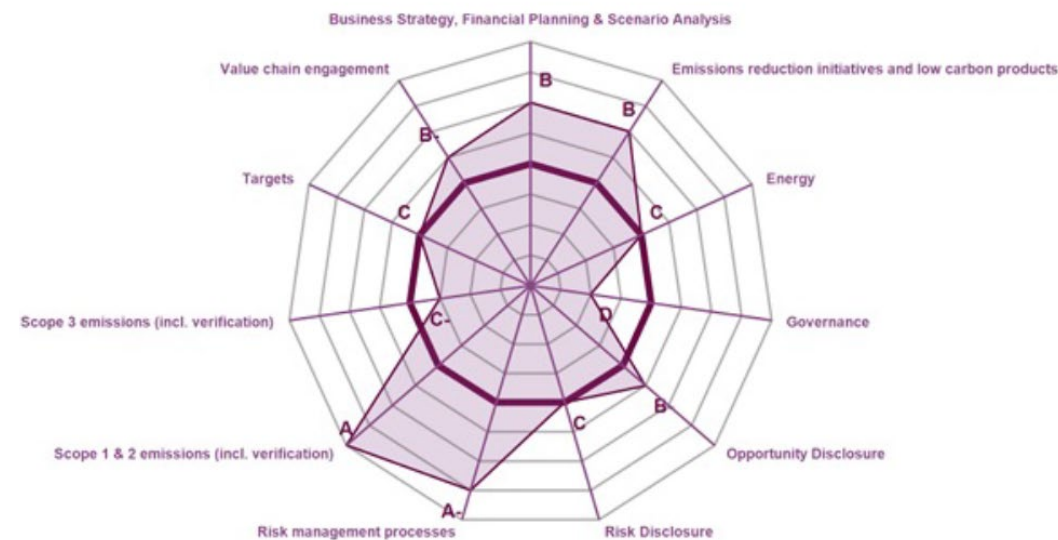 Business Strategy, Financial Planning & Scenario Analysis
Value chain engagement
Emissions reduction initiatives and low carbon products
B
B
B-
Targets
Energy
C
C
Scope 3 emissions (incl. verification)
Governance
C-
D
B-
C
A
Scope 1 & 2 emissions (incl. verification)
Opportunity Disclosure
A-
Risk management processes
Risk Disclosure